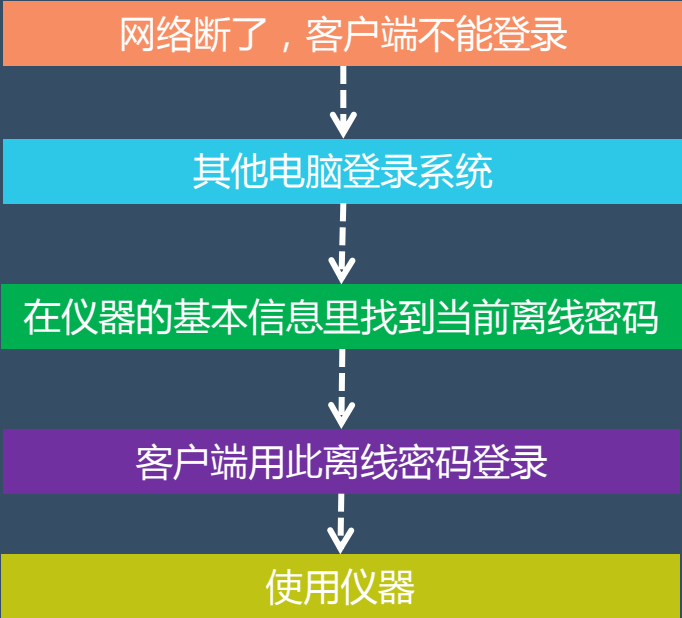 网络断了，客户端不能登录
其他电脑登录系统
在仪器的基本信息里找到当前离线密码
客户端用此离线密码登录
使用仪器